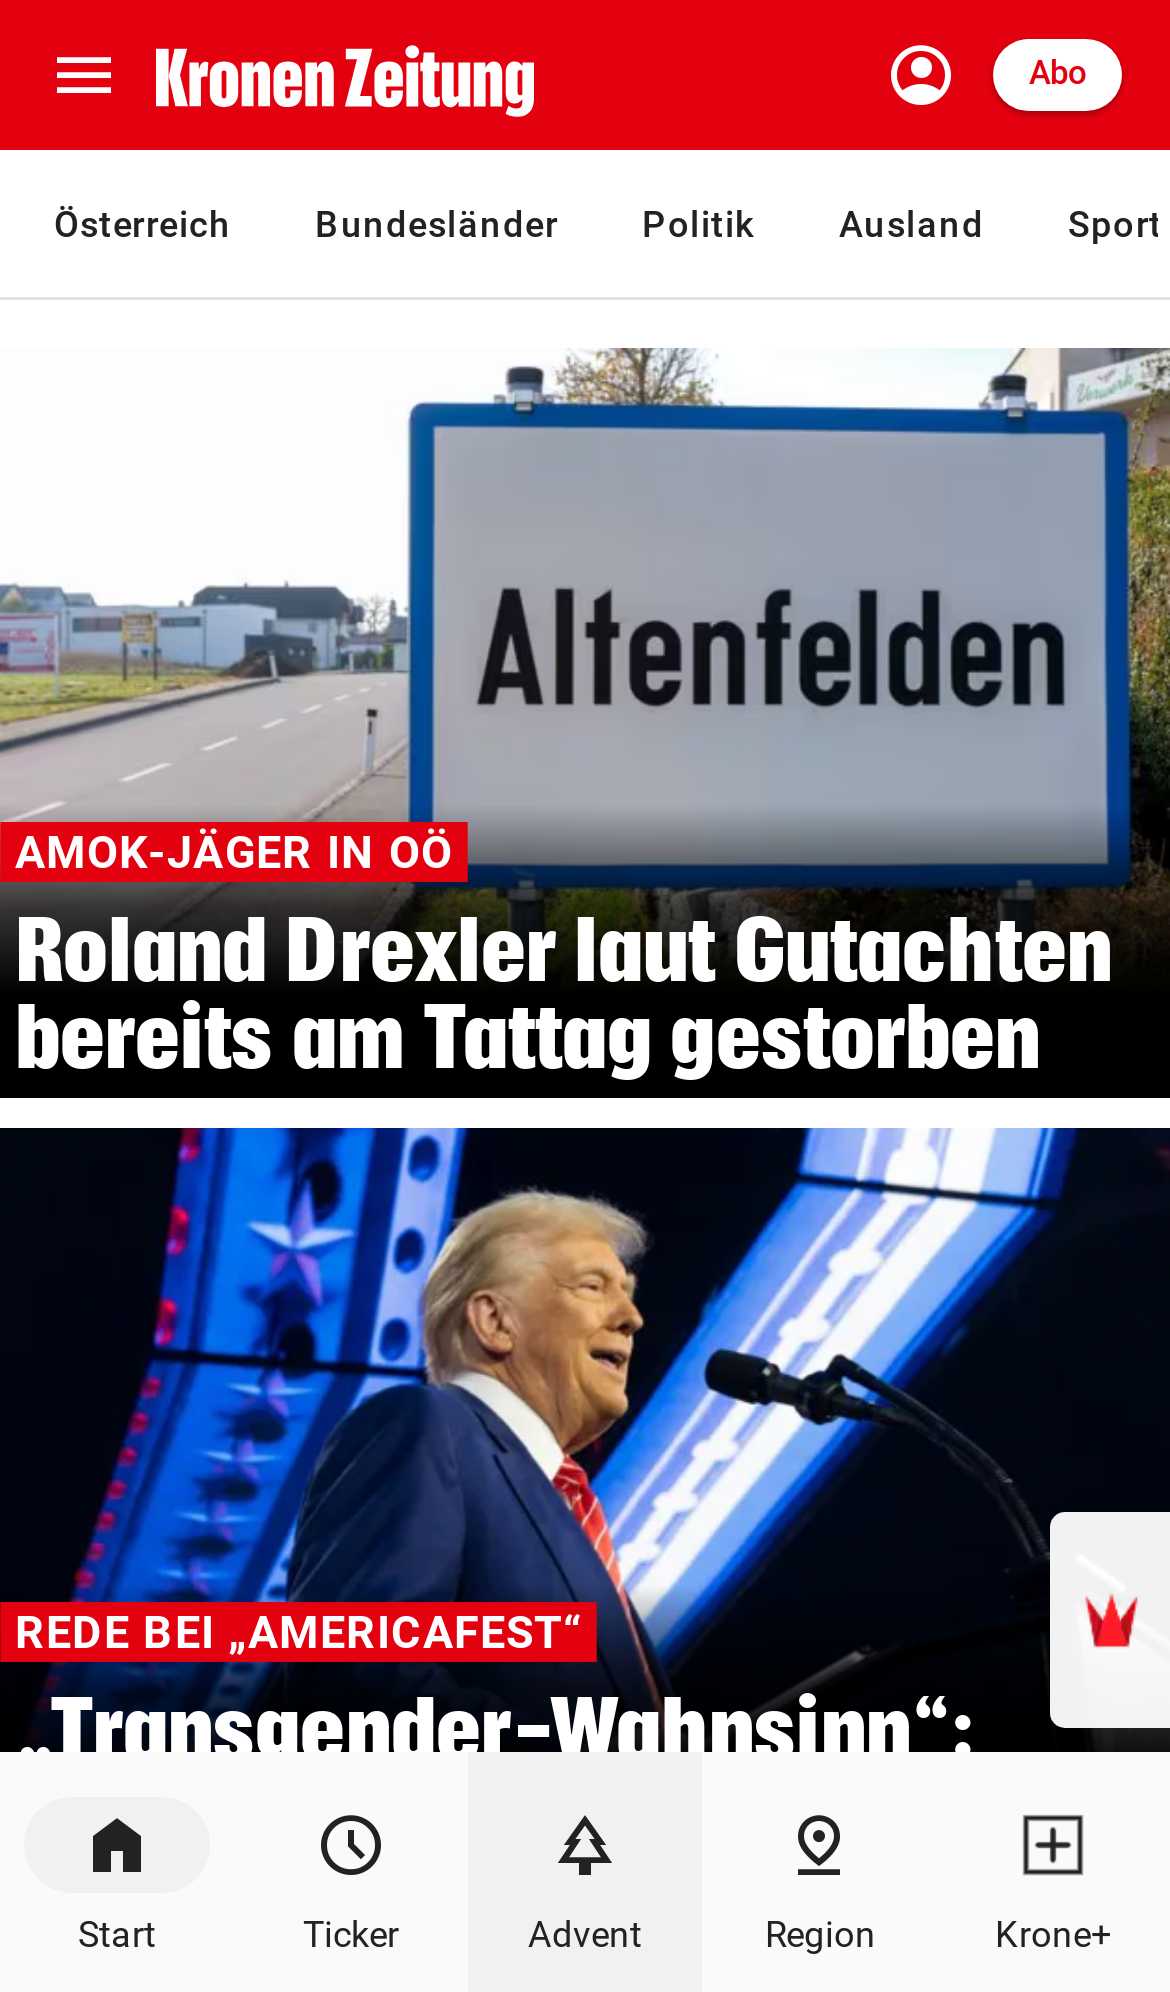 Kronen Zeitung
Abo
Österreich
Bundesländer
Politik
Ausland
Sport
Altenfelden
AMOK-JÄGER IN OÖ
Roland Drexler laut Gutachten
bereits am Tattag gestorben
REDE BEI „AMERICAFEST“
„Transgender-Wahnsinn“:
Start
Ticker
Advent
Region
Krone+